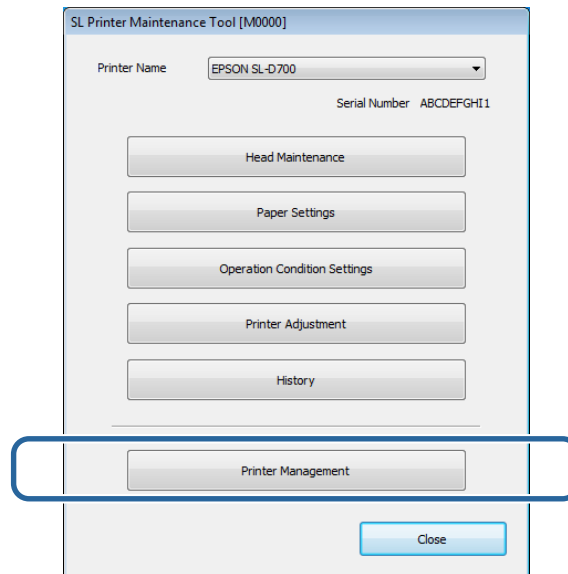 SL Printer Maintenance Tool [M0000]
Printer Name EPSON SL-D700
Serial Number ABCDEFGHI1
Head Maintenance
Paper Settings
Operation Condition Settings
Printer Adjustment
History
Printer Management
Close